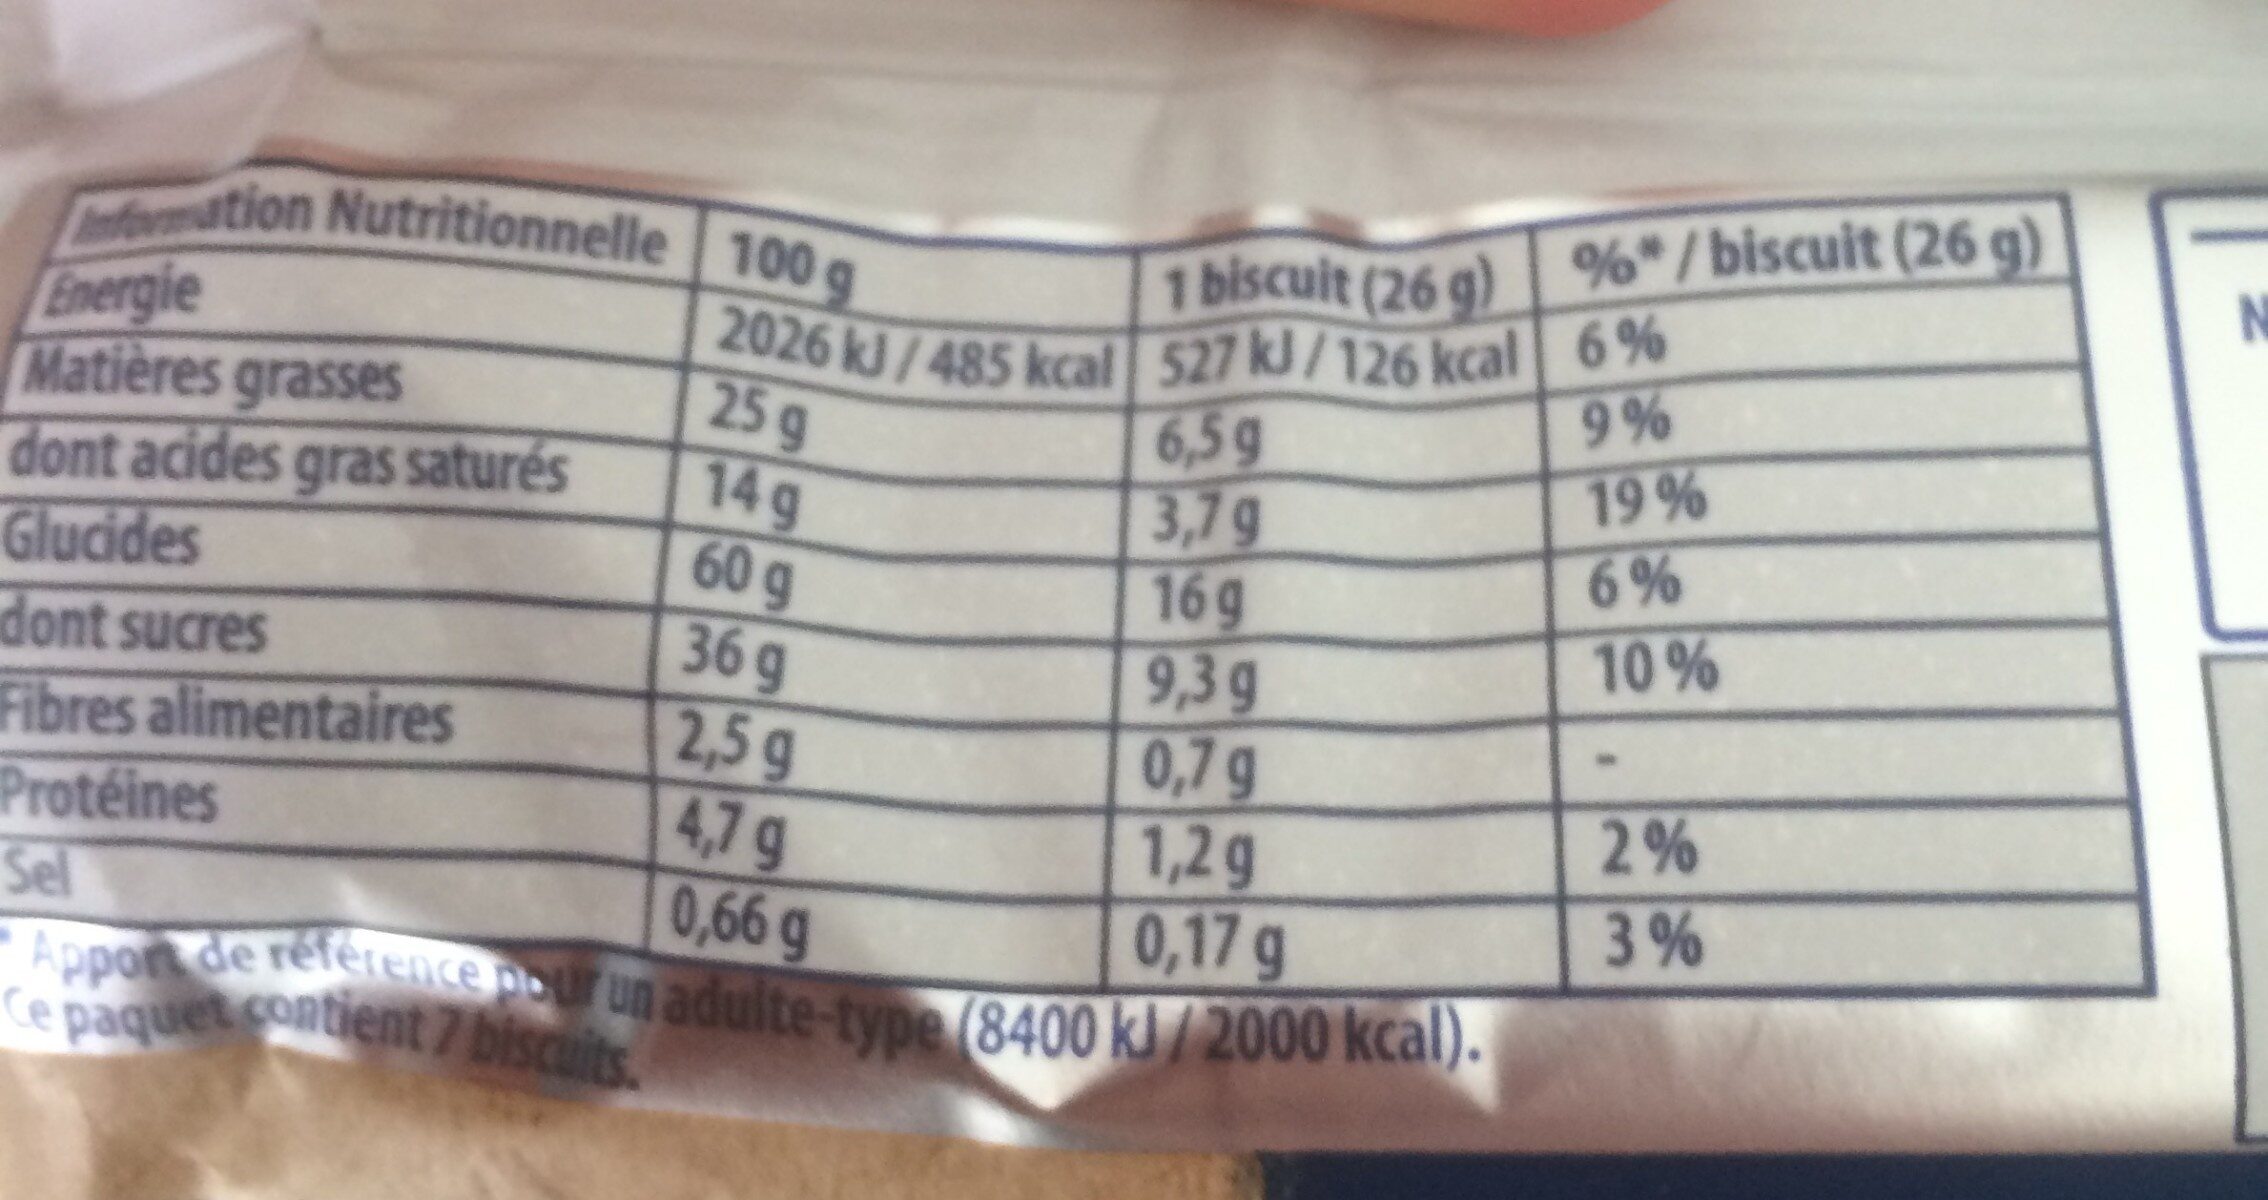 Information Nutritionnelle 100 g 1 biscuit (26 g) %* / biscuit (26 g)
Energie 2026 kJ / 485 kcal 527 kJ / 126 kcal 6 %
Matières grasses 25 g 6,5 g 9 %
dont acides gras saturés 14 g 3,7 g 19 %
Glucides 60 g 16 g 6 %
dont sucres 36 g 9,3 g 10 %
Fibres alimentaires 2,5 g 0,7 g -
Protéines 4,7 g 1,2 g 2 %
Sel 0,66 g 0,17 g 3 %
* Apport de référence pour un adulte-type (8400 kJ / 2000 kcal).
Ce paquet contient 7 biscuits.